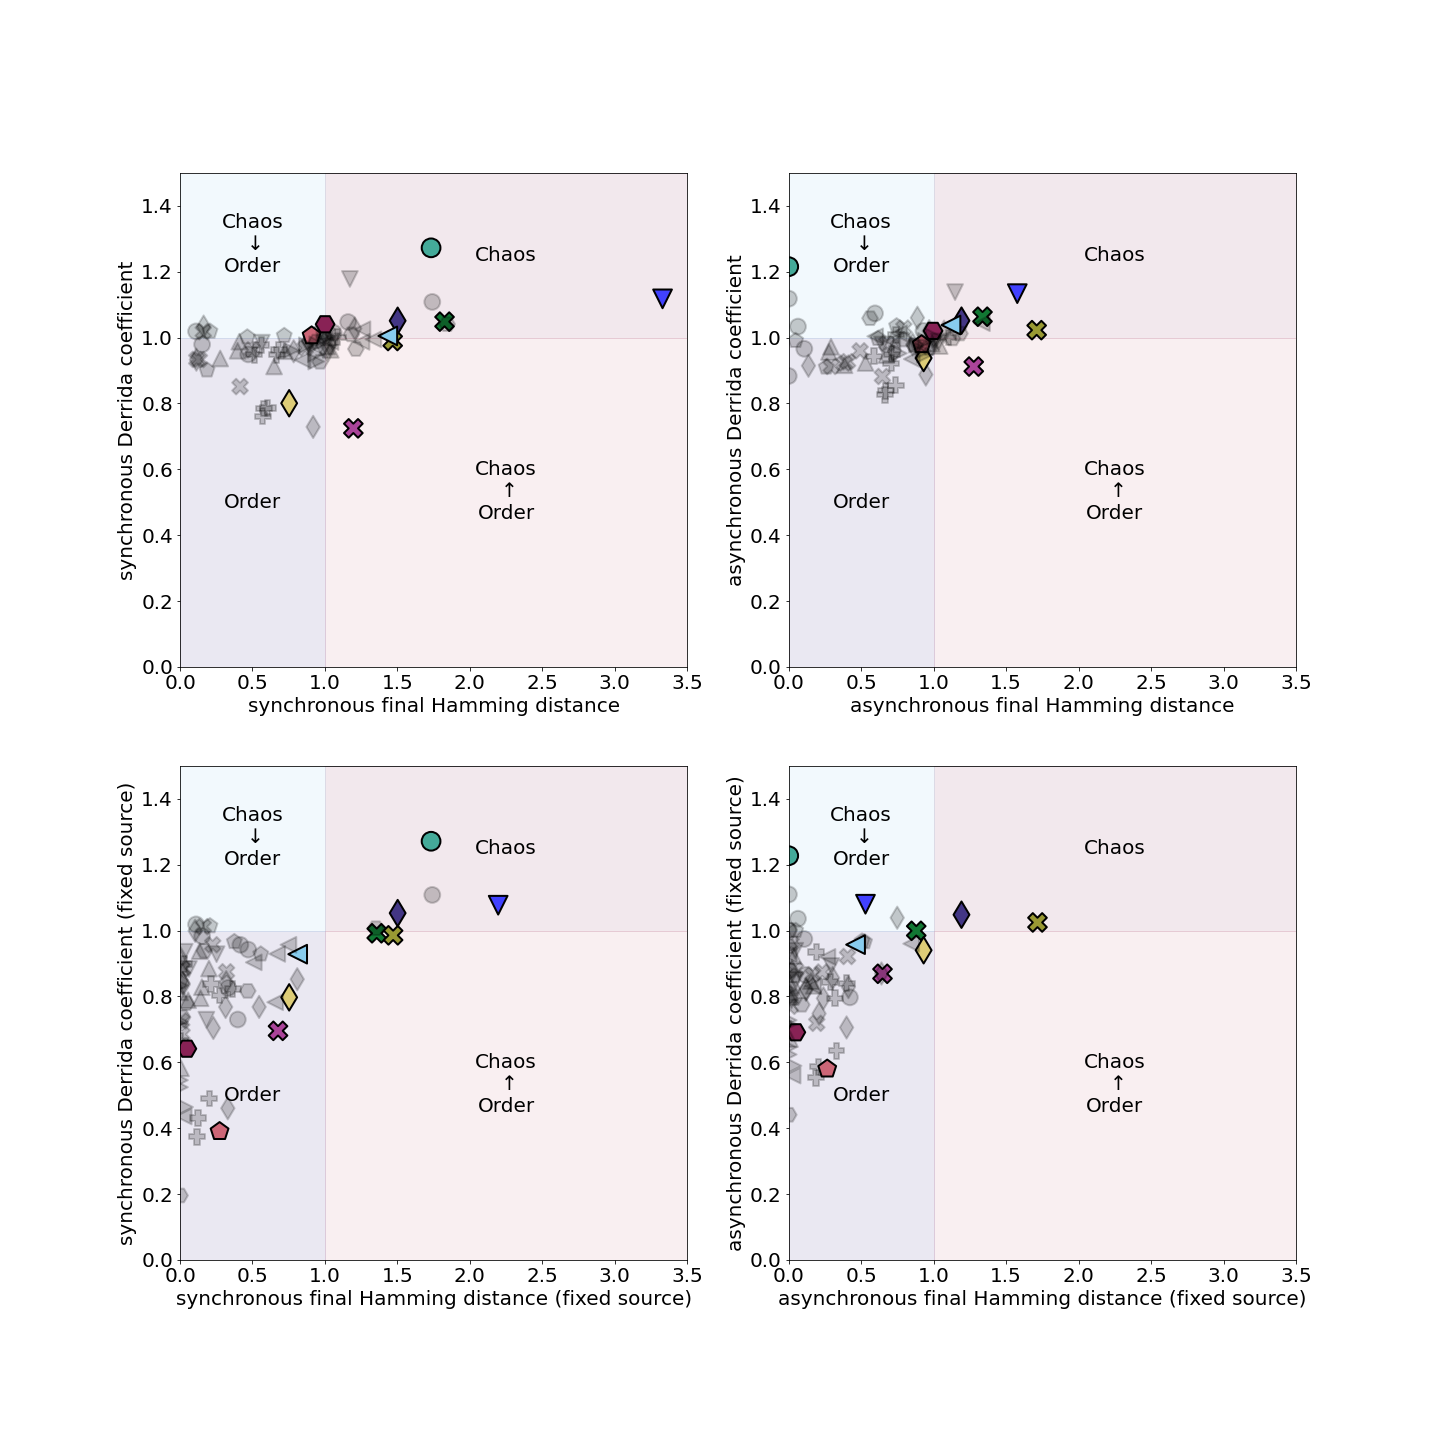 synchronous Derrida coefficient
1.4
1.2
1.0
0.8
0.6
0.4
0.2
0.0
Chaos
↓
Order
Chaos
Order
Chaos
↑
Order
0.0 0.5 1.0 1.5 2.0 2.5 3.0 3.5
synchronous final Hamming distance
asynchronous Derrida coefficient
1.4
1.2
1.0
0.8
0.6
0.4
0.2
0.0
Chaos
↓
Order
Chaos
Order
Chaos
↑
Order
0.0 0.5 1.0 1.5 2.0 2.5 3.0 3.5
asynchronous final Hamming distance
synchronous Derrida coefficient (fixed source)
1.4
1.2
1.0
0.8
0.6
0.4
0.2
0.0
Chaos
↓
Order
Chaos
Order
Chaos
↑
Order
0.0 0.5 1.0 1.5 2.0 2.5 3.0 3.5
synchronous final Hamming distance (fixed source)
asynchronous Derrida coefficient (fixed source)
1.4
1.2
1.0
0.8
0.6
0.4
0.2
0.0
Chaos
↓
Order
Chaos
Order
Chaos
↑
Order
0.0 0.5 1.0 1.5 2.0 2.5 3.0 3.5
asynchronous final Hamming distance (fixed source)